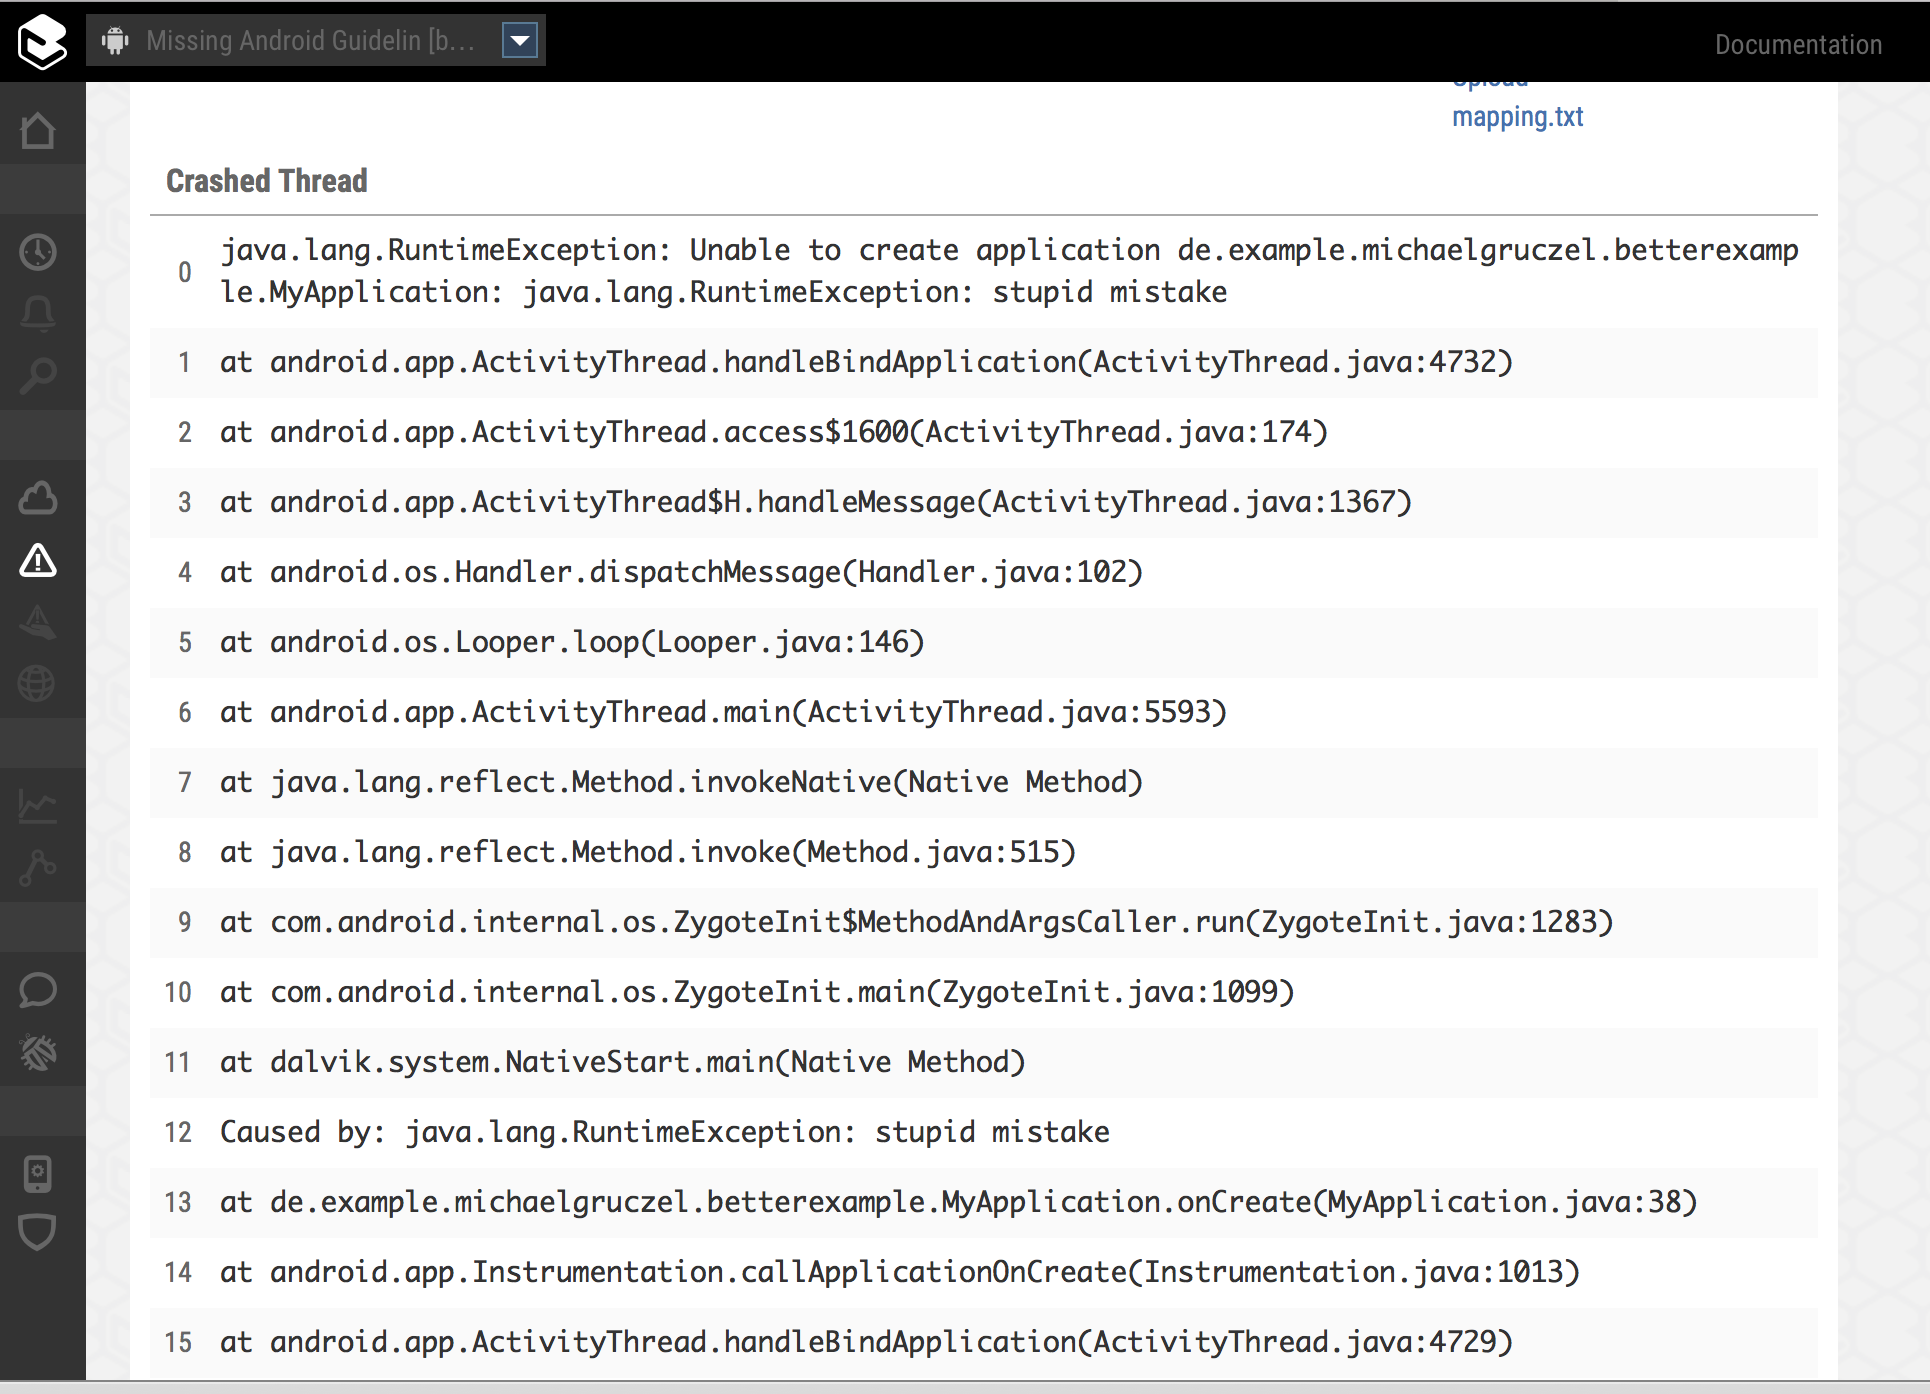 Missing Android Guidelin [b...
Documentation
Upload
mapping.txt
Crashed Thread
0 java.lang.RuntimeException: Unable to create application de.example.michaelgruczel.betterexamp
le.MyApplication: java.lang.RuntimeException: stupid mistake
1 at android.app.ActivityThread.handleBindApplication(ActivityThread.java:4732)
2 at android.app.ActivityThread.access$1600(ActivityThread.java:174)
3 at android.app.ActivityThread$H.handleMessage(ActivityThread.java:1367)
4 at android.os.Handler.dispatchMessage(Handler.java:102)
5 at android.os.Looper.loop(Looper.java:146)
6 at android.app.ActivityThread.main(ActivityThread.java:5593)
7 at java.lang.reflect.Method.invokeNative(Native Method)
8 at java.lang.reflect.Method.invoke(Method.java:515)
9 at com.android.internal.os.ZygoteInit$MethodAndArgsCaller.run(ZygoteInit.java:1283)
10 at com.android.internal.os.ZygoteInit.main(ZygoteInit.java:1099)
11 at dalvik.system.NativeStart.main(Native Method)
12 Caused by: java.lang.RuntimeException: stupid mistake
13 at de.example.michaelgruczel.betterexample.MyApplication.onCreate(MyApplication.java:38)
14 at android.app.Instrumentation.callApplicationOnCreate(Instrumentation.java:1013)
15 at android.app.ActivityThread.handleBindApplication(ActivityThread.java:4729)